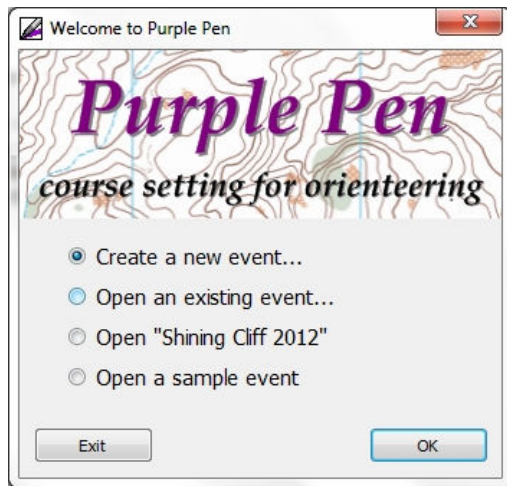 Welcome to Purple Pen
Purple Pen
course setting for orienteering
Create a new event...
Open an existing event...
Open "Shining Cliff 2012"
Open a sample event
Exit
OK